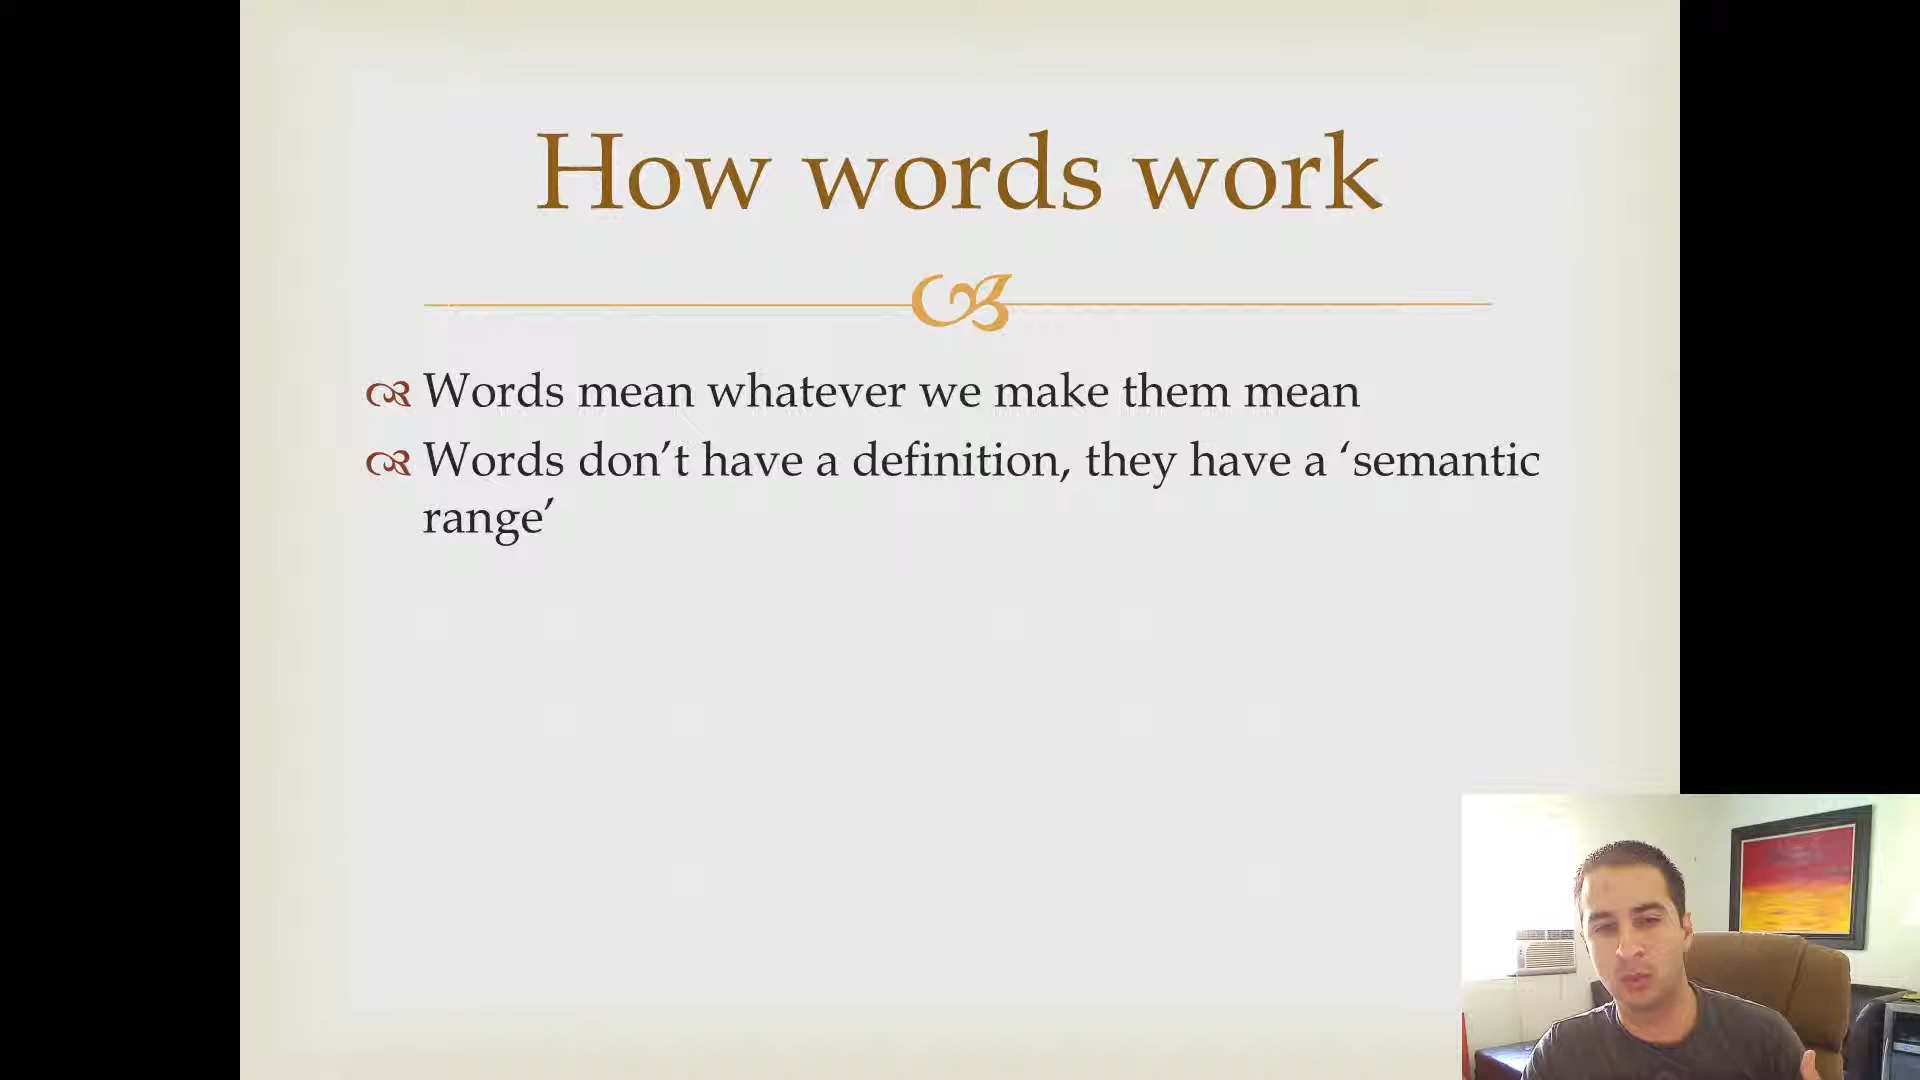 How words work
Words mean whatever we make them mean
Words don’t have a definition, they have a ‘semantic
range’